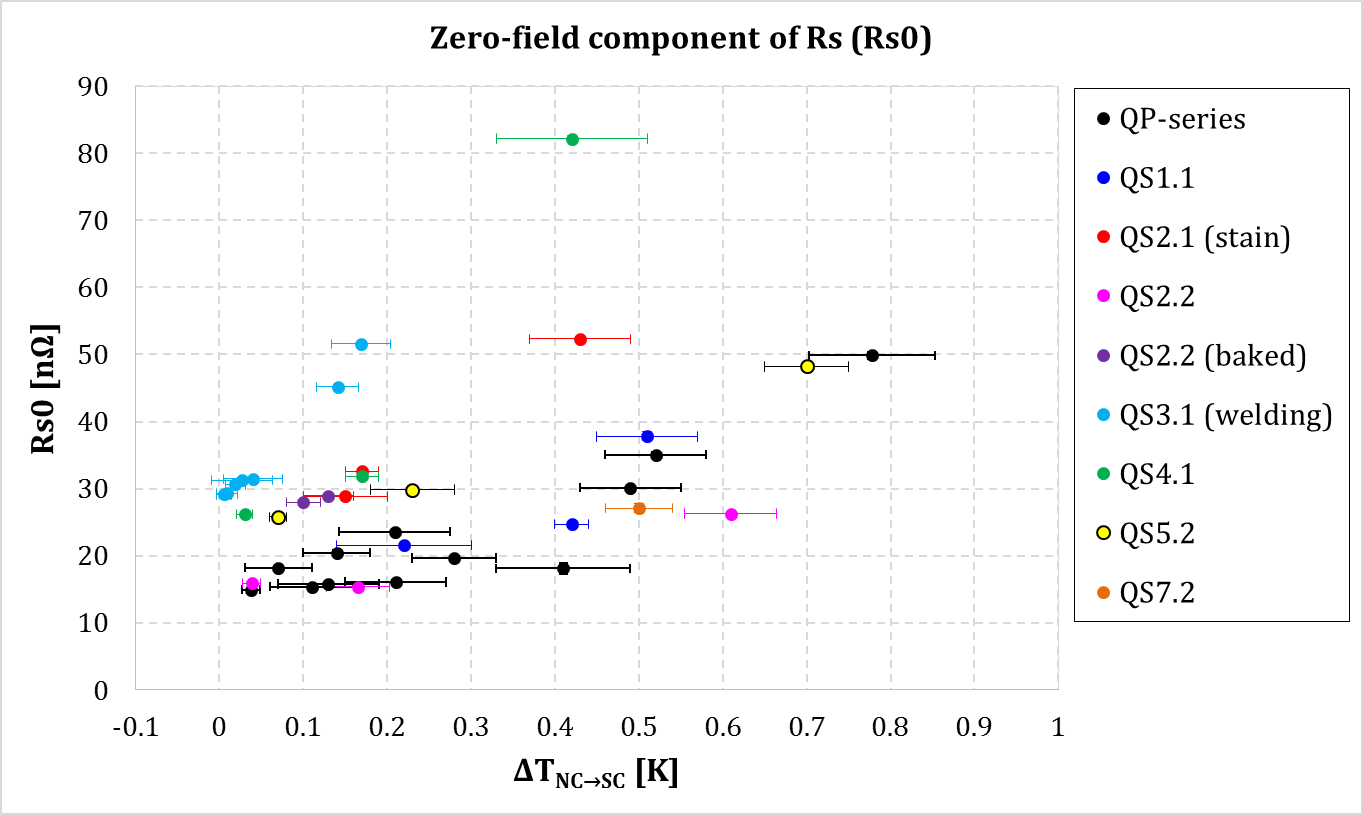 Zero-field component of Rs (Rs0)
Rs0 [nΩ]
90
80
70
60
50
40
30
20
10
0
-0.1 0 0.1 0.2 0.3 0.4 0.5 0.6 0.7 0.8 0.9 1
ΔT_NC→SC [K]
QP-series
QS1.1
QS2.1 (stain)
QS2.2
QS2.2 (baked)
QS3.1 (welding)
QS4.1
QS5.2
QS7.2